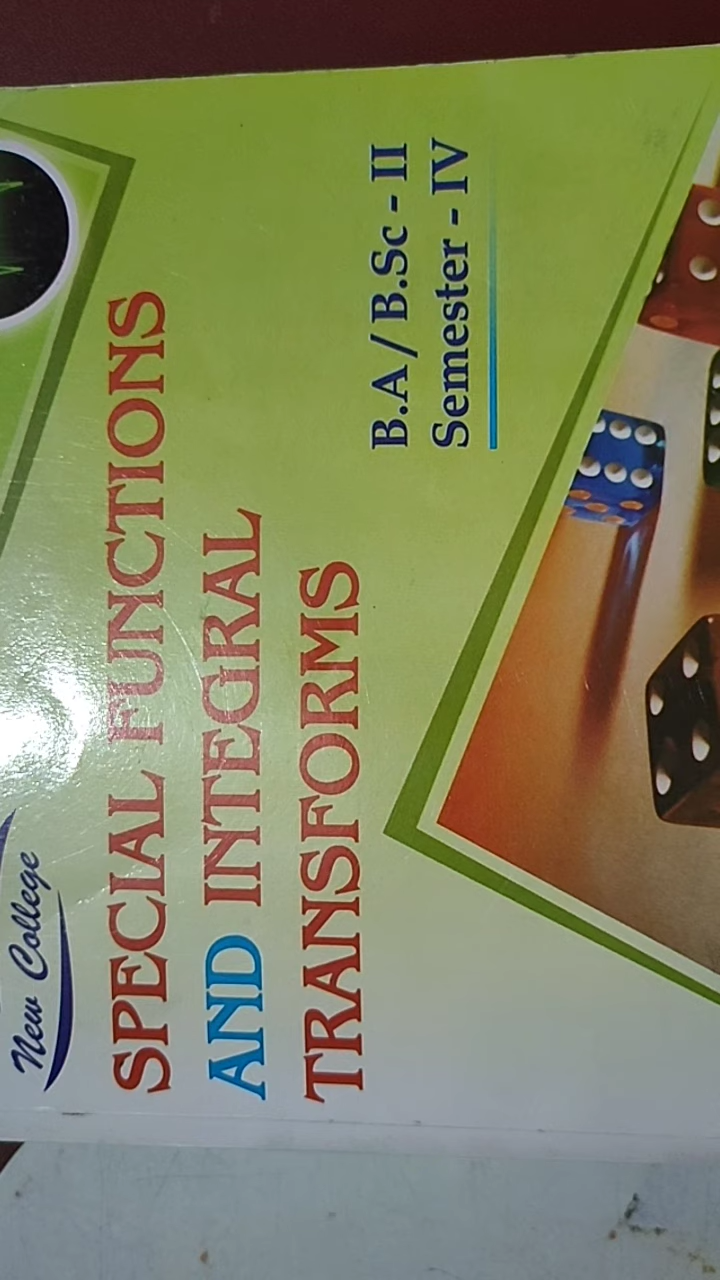 New College
SPECIAL FUNCTIONS
AND INTEGRAL
TRANSFORMS
B.A / B.Sc - II
Semester - IV